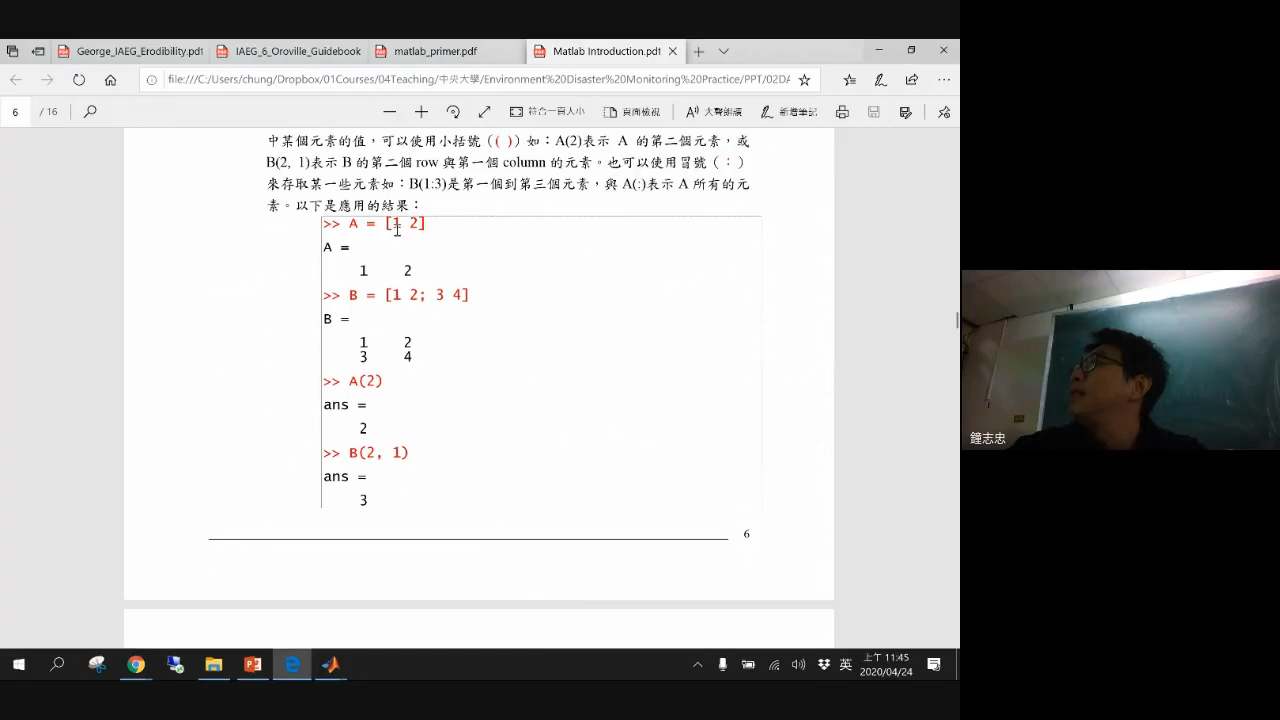 George_IAEG_Erodibility.pdf
IAEG_6_Oroville_Guidebook
matlab_primer.pdf
Matlab Introduction.pdf
file:///C:/Users/chung/Dropbox/01Courses/04Teaching/中央大學/Environment%20Disaster%20Monitoring%20Practice/PPT/02DA
6 / 16
符合一頁大小
頁面檢視
大聲朗讀
新增筆記
中某個元素的值，可以使用小括號（( )）如：A(2)表示 A 的第二個元素，或
B(2, 1)表示 B 的第二個 row 與第一個 column 的元素。也可以使用冒號（:）
來存取某一些元素如：B(1:3)是第一個到第三個元素，與 A(:)表示 A 所有的元
素。以下是應用的結果：
>> A = [1 2]
A =
1 2
>> B = [1 2; 3 4]
B =
1 2
3 4
>> A(2)
ans =
2
>> B(2, 1)
ans =
3
6
鐘志忠
英
上午 11:45
2020/04/24